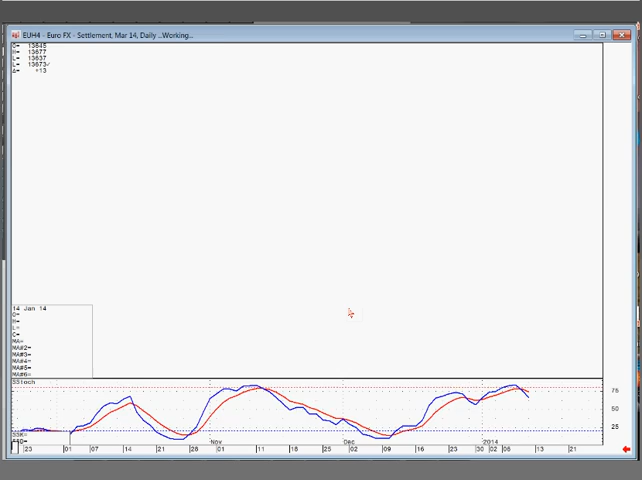 EUH4 - Euro FX - Settlement, Mar 14, Daily ...Working...
O= 13645
H= 13677
L= 13637
L= 13673✓
Δ= +13
14 Jan 14
O=
H=
L=
C=
MA=
MA#2=
MA#3=
MA#4=
MA#5=
MA#6=
SStoch
75
50
25
SSK=
SSD=
Nov Dec 2014
23 01 07 14 21 28 01 11 18 25 02 09 16 23 30 02 06 13 21